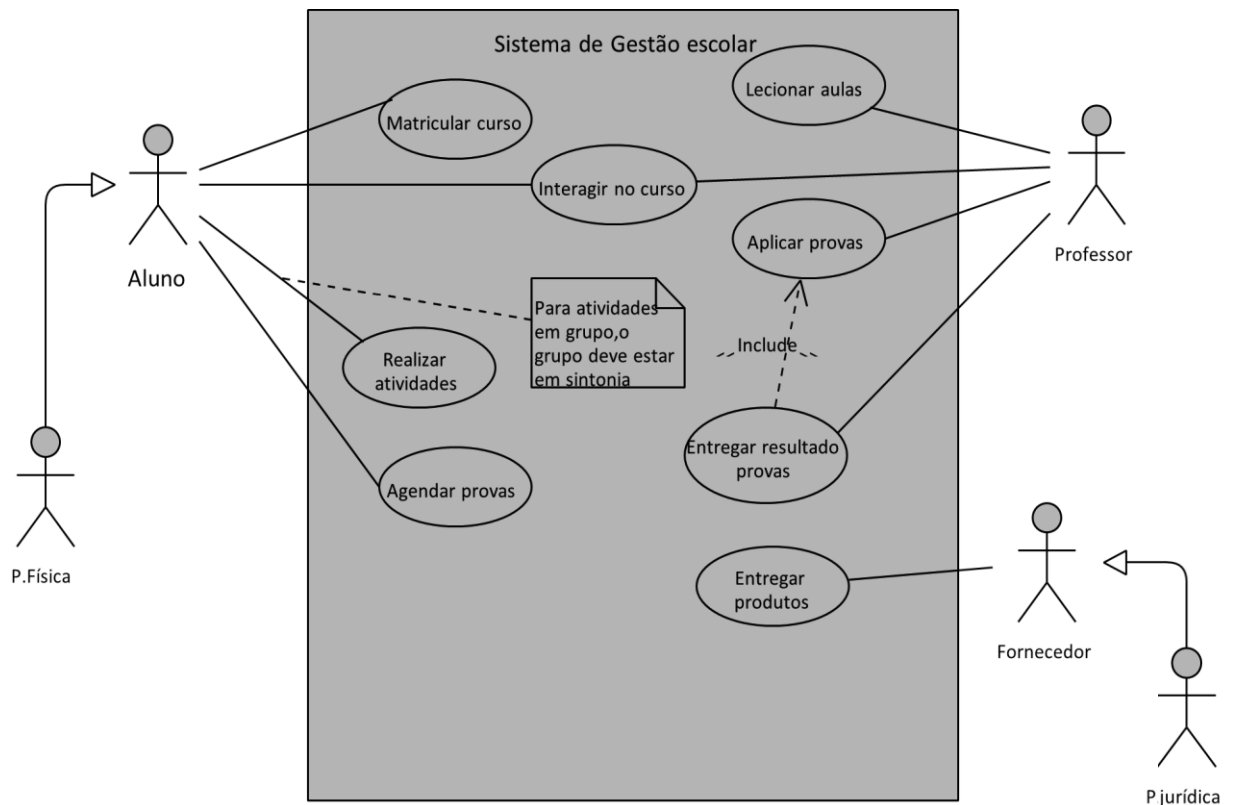 Sistema de Gestão escolar
Lecionar aulas
Matricular curso
Interagir no curso
Aplicar provas
Professor
Aluno
Para atividades
em grupo,o
grupo deve estar
em sintonia
Include
Realizar
atividades
Entregar resultado
provas
Agendar provas
P.Física
Entregar
produtos
Fornecedor
P jurídica